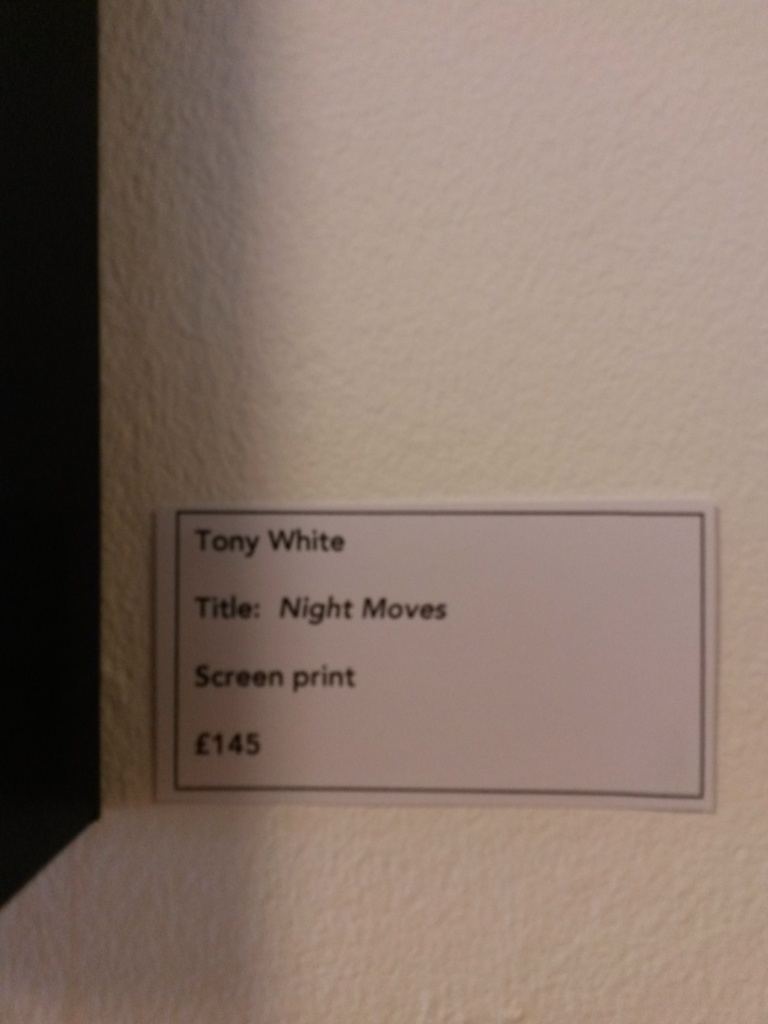 Tony White
Title: Night Moves
Screen print
£145